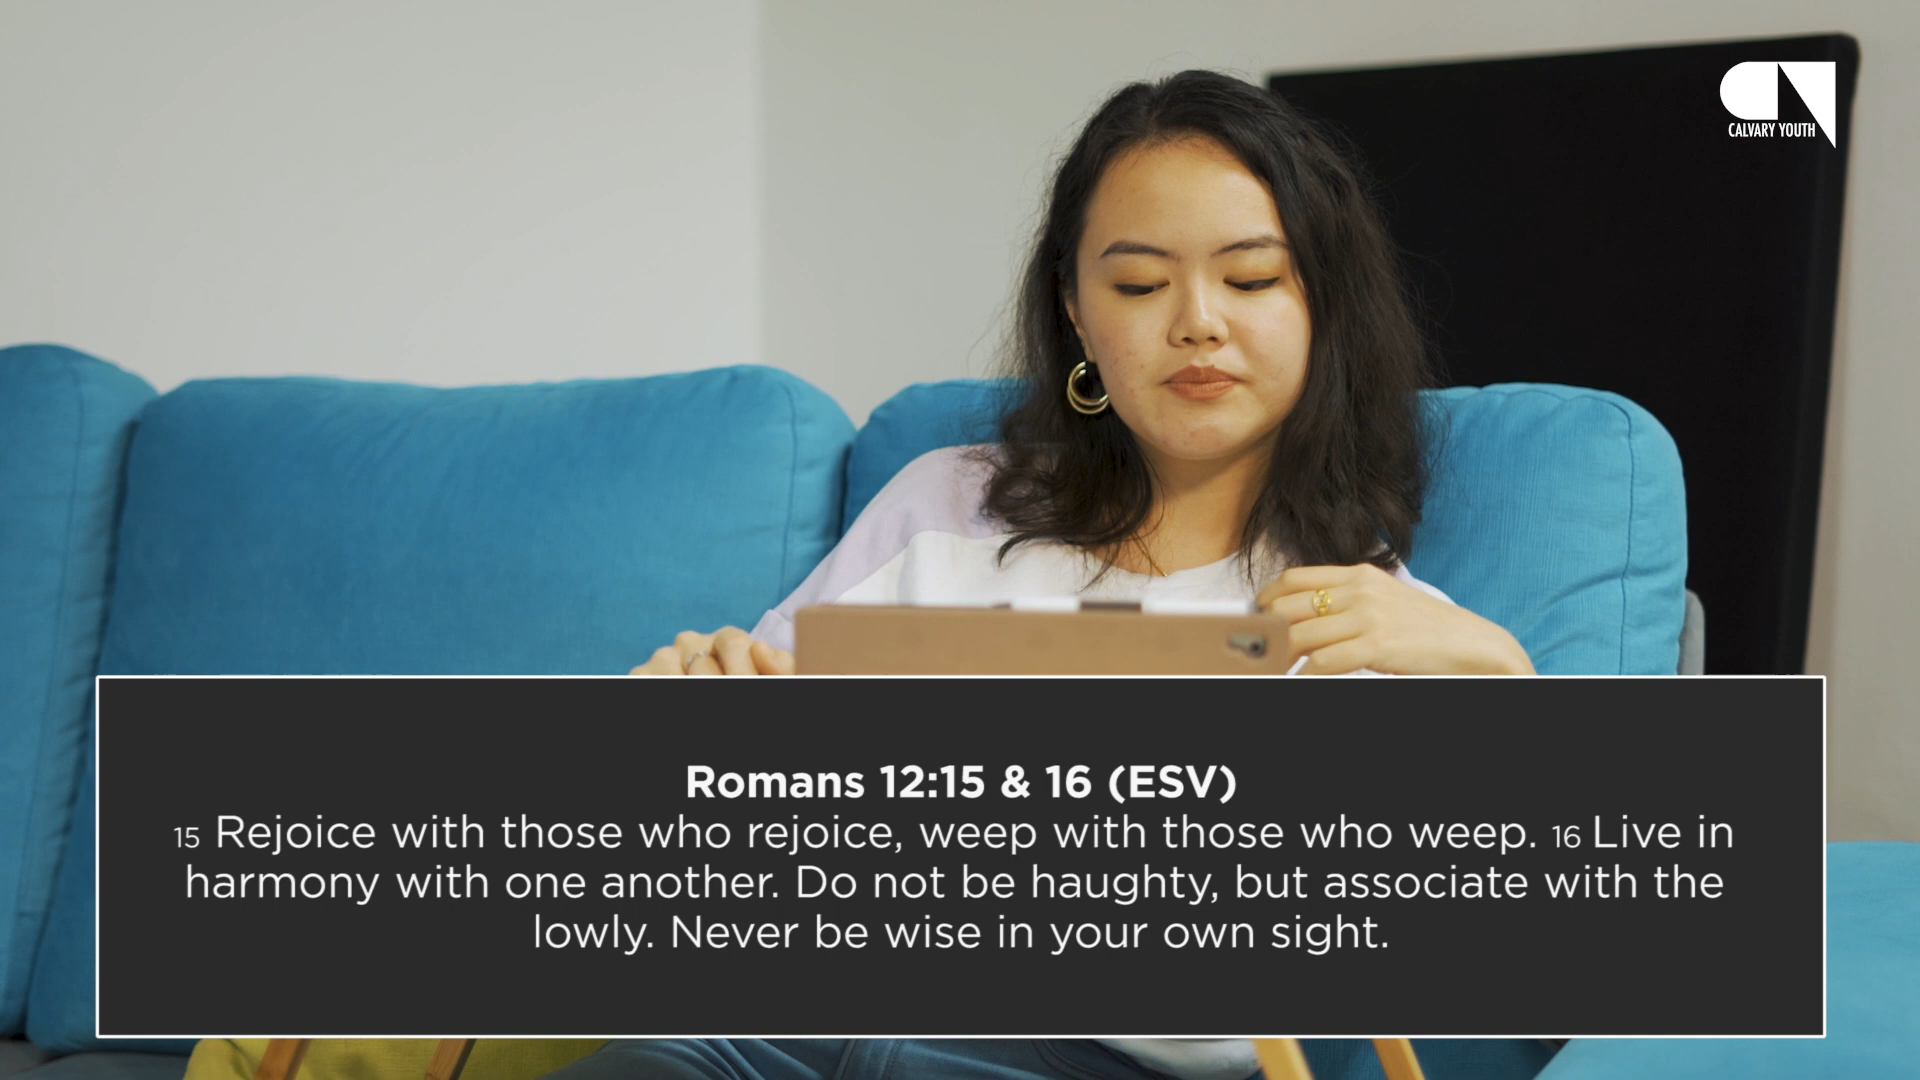 CALVARY YOUTH
Romans 12:15 & 16 (ESV)
15 Rejoice with those who rejoice, weep with those who weep. 16 Live in
harmony with one another. Do not be haughty, but associate with the
lowly. Never be wise in your own sight.